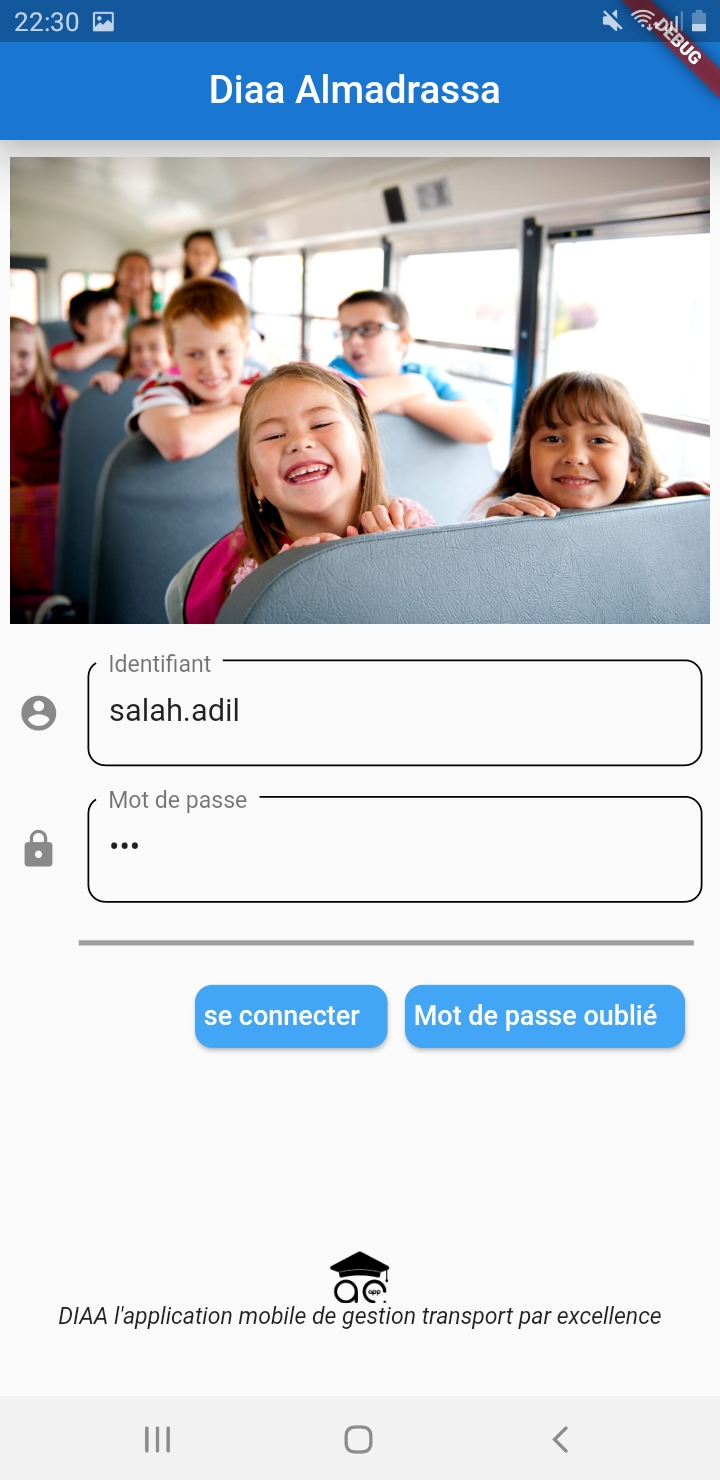 22:30
DEBUG
Diaa Almadrassa
Identifiant
salah.adil
Mot de passe
•••
se connecter
Mot de passe oublié
ae
app
DIAA l'application mobile de gestion transport par excellence